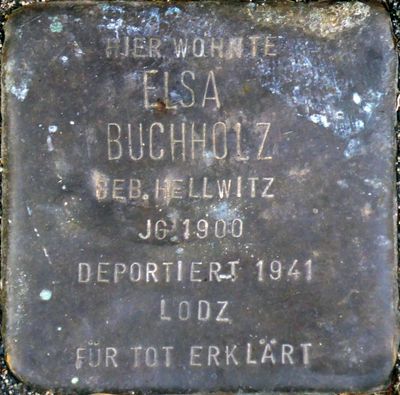 HIER WOHNTE
ELSA
BUCHHOLZ
GEB. HELLWITZ
JG. 1900
DEPORTIERT 1941
LODZ
FÜR TOT ERKLÄRT